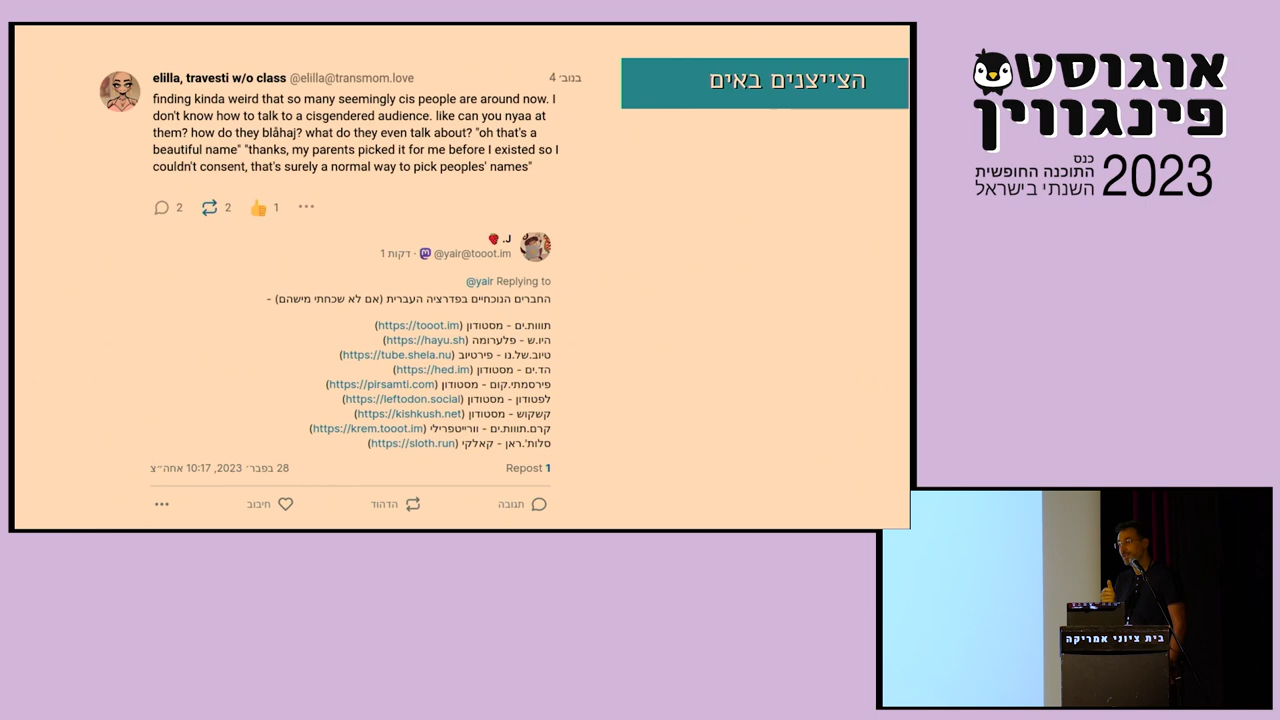 הצייצנים באים
elilla, travesti w/o class @elilla@transmom.love
4 בנוב׳
finding kinda weird that so many seemingly cis people are around now. I
don't know how to talk to a cisgendered audience. like can you nyaa at
them? how do they blåhaj? what do they even talk about? "oh that's a
beautiful name" "thanks, my parents picked it for me before I existed so I
couldn't consent, that's surely a normal way to pick peoples' names"
2 2 1
J.
@yair@tooot.im · 1 דקות
Replying to @yair
החברים הנוכחיים בפדרציה העברית (אם לא שכחתי מישהם) -
תווות.ים - מסטודון (https://tooot.im)
היו.ש - פלערומה (https://hayu.sh)
טיוב.של.נו - פירטיוב (https://tube.shela.nu)
הד.ים - מסטודון (https://hed.im)
פירסמתי.קום - מסטודון (https://pirsamti.com)
לפטודון - מסטודון (https://leftodon.social)
קשקוש - מסטודון (https://kishkush.net)
קרם.תווות.ים - וורייטפרילי (https://krem.tooot.im)
סלות'.ראן - קאלקי (https://sloth.run)
1 Repost
28 בפבר׳ 2023, 10:17 אחה״צ
תגובה
הדהוד
חיבוב
אוגוסט
פינגווין
2023
כנס
התוכנה החופשית
השנתי בישראל
בית ציוני אמריקה